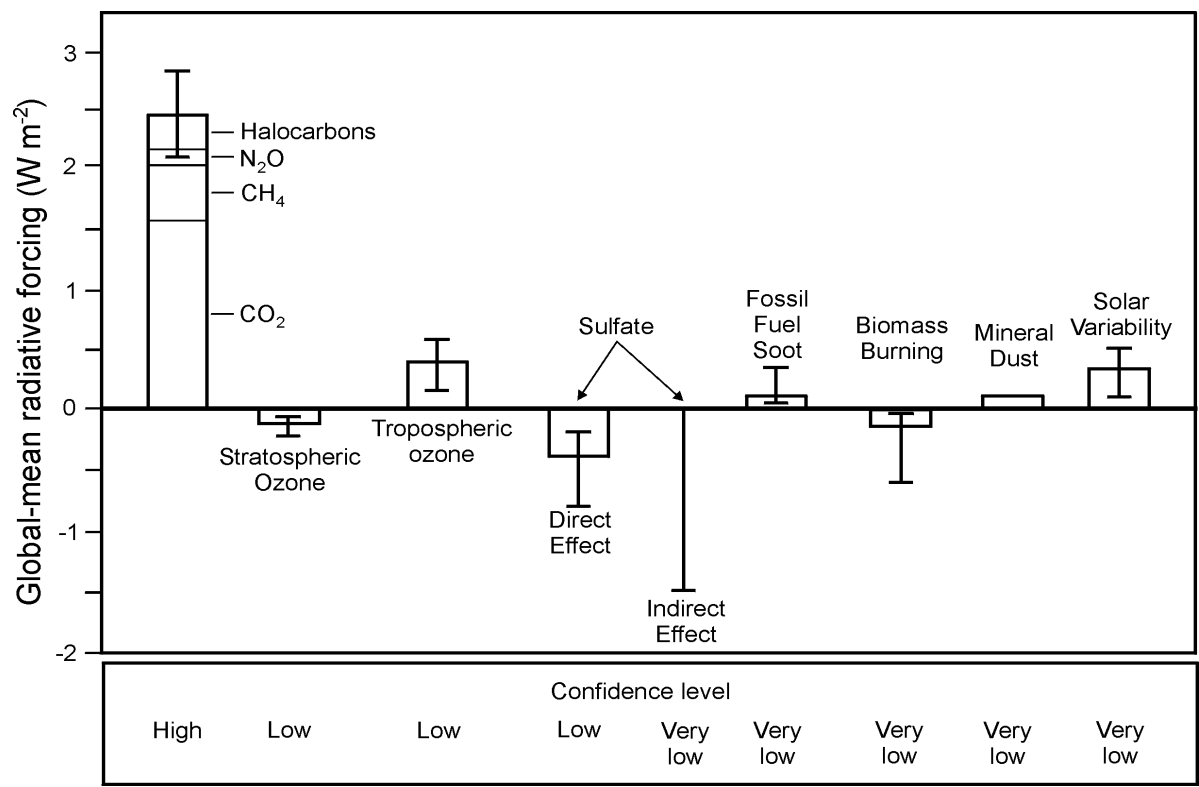 Global-mean radiative forcing (W m-2)
3
2
1
0
-1
-2
Halocarbons
N2O
CH4
CO2
Stratospheric
Ozone
Tropospheric
ozone
Sulfate
Direct
Effect
Indirect
Effect
Fossil
Fuel
Soot
Biomass
Burning
Mineral
Dust
Solar
Variability
Confidence level
High
Low
Low
Low
Very
low
Very
low
Very
low
Very
low
Very
low